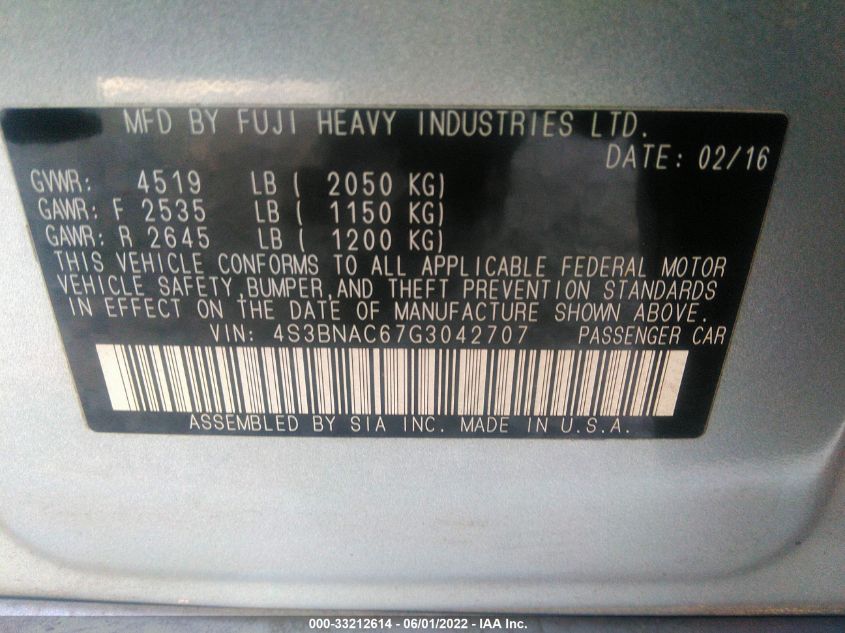 MFD BY FUJI HEAVY INDUSTRIES LTD.
DATE: 02/16
GVWR: 4519 LB ( 2050 KG)
GAWR: F 2535 LB ( 1150 KG)
GAWR: R 2645 LB ( 1200 KG)
THIS VEHICLE CONFORMS TO ALL APPLICABLE FEDERAL MOTOR
VEHICLE SAFETY,BUMPER,AND THEFT PREVENTION STANDARDS
IN EFFECT ON THE DATE OF MANUFACTURE SHOWN ABOVE.
VIN: 4S3BNAC67G3042707 PASSENGER CAR
ASSEMBLED BY SIA INC. MADE IN U.S.A.
000-33212614 - 06/01/2022 - IAA Inc.